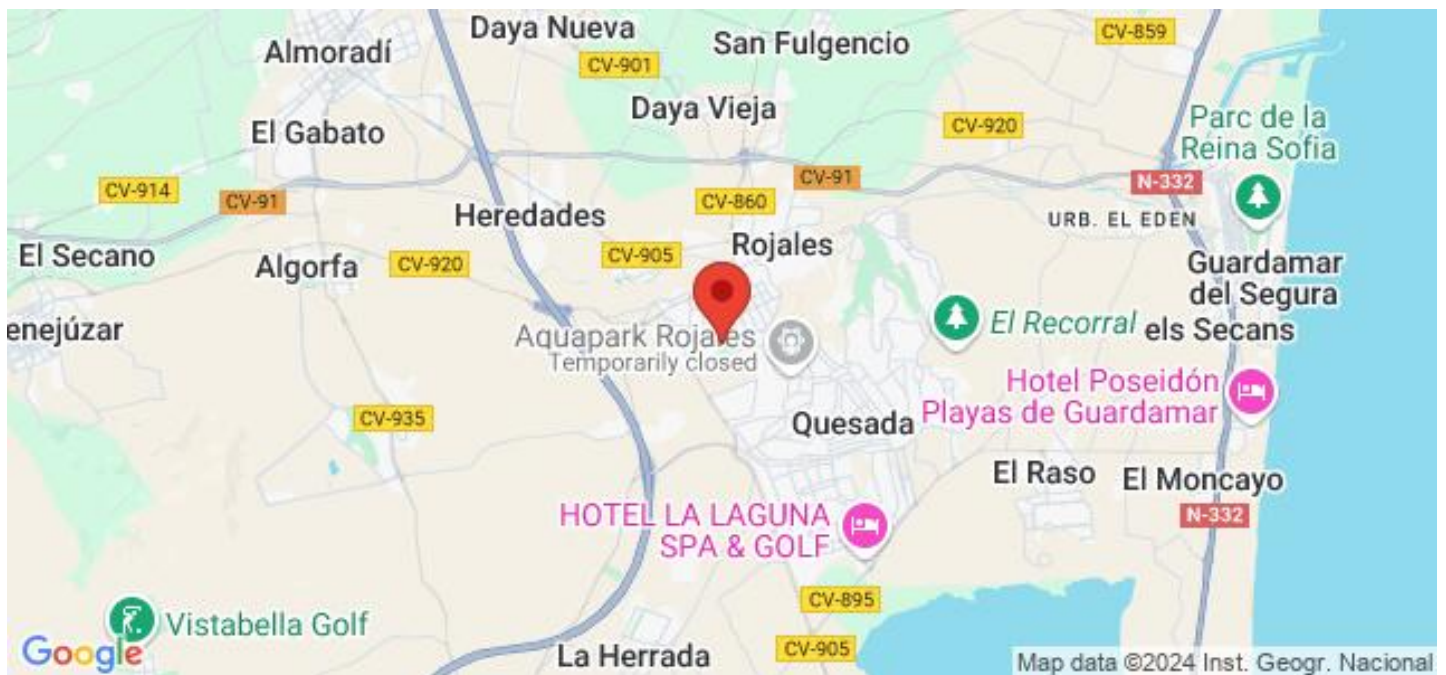 Daya Nueva
CV-859
Almoradí
San Fulgencio
CV-901
Daya Vieja
Parc de la
Reina Sofia
El Gabato
CV-920
CV-914
CV-91
N-332
CV-91
CV-860
Heredades
URB. EL EDEN
El Secano
CV-905
Rojales
Algorfa
CV-920
Guardamar
del Segura
enejúzar
El Recorral
els Secans
Aquapark Rojales
Temporarily closed
Hotel Poseidón
Playas de Guardamar
CV-935
Quesada
El Raso
El Moncayo
HOTEL LA LAGUNA
SPA & GOLF
N-332
CV-895
Vistabella Golf
Google
La Herrada
CV-905
Map data ©2024 Inst. Geogr. Nacional